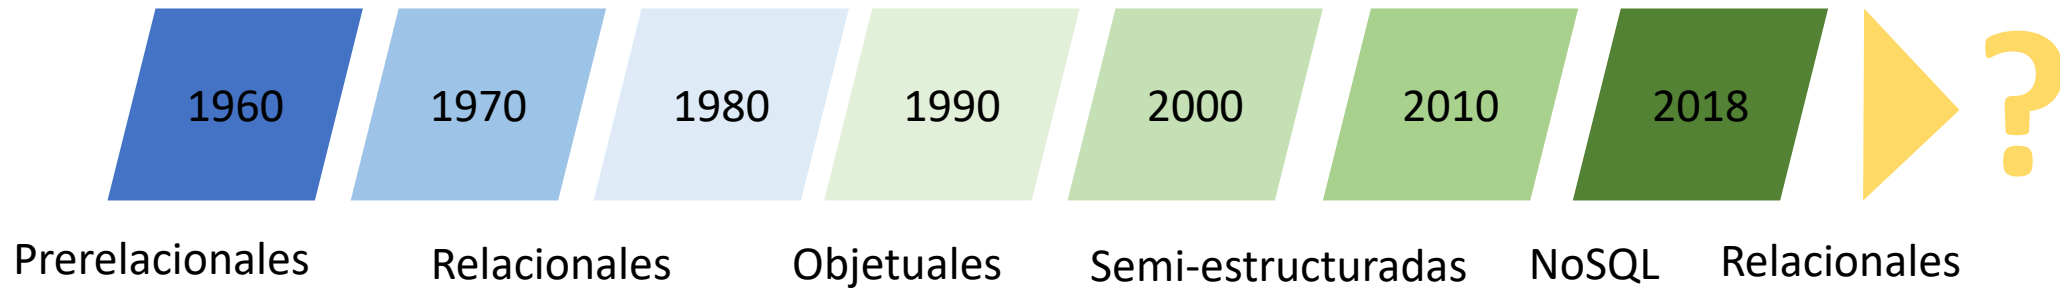 1960 1970 1980 1990 2000 2010 2018 ?
Prerelacionales Relacionales Objetuales Semi-estructuradas NoSQL Relacionales